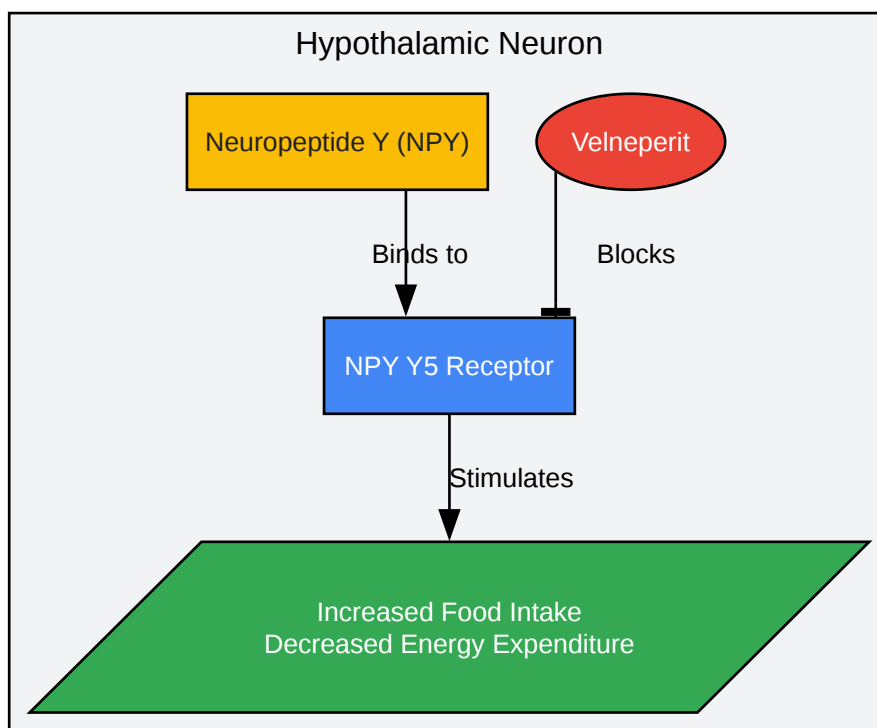 Hypothalamic Neuron
Neuropeptide Y (NPY)
Velneperit
Binds to
Blocks
NPY Y5 Receptor
Stimulates
Increased Food Intake
Decreased Energy Expenditure